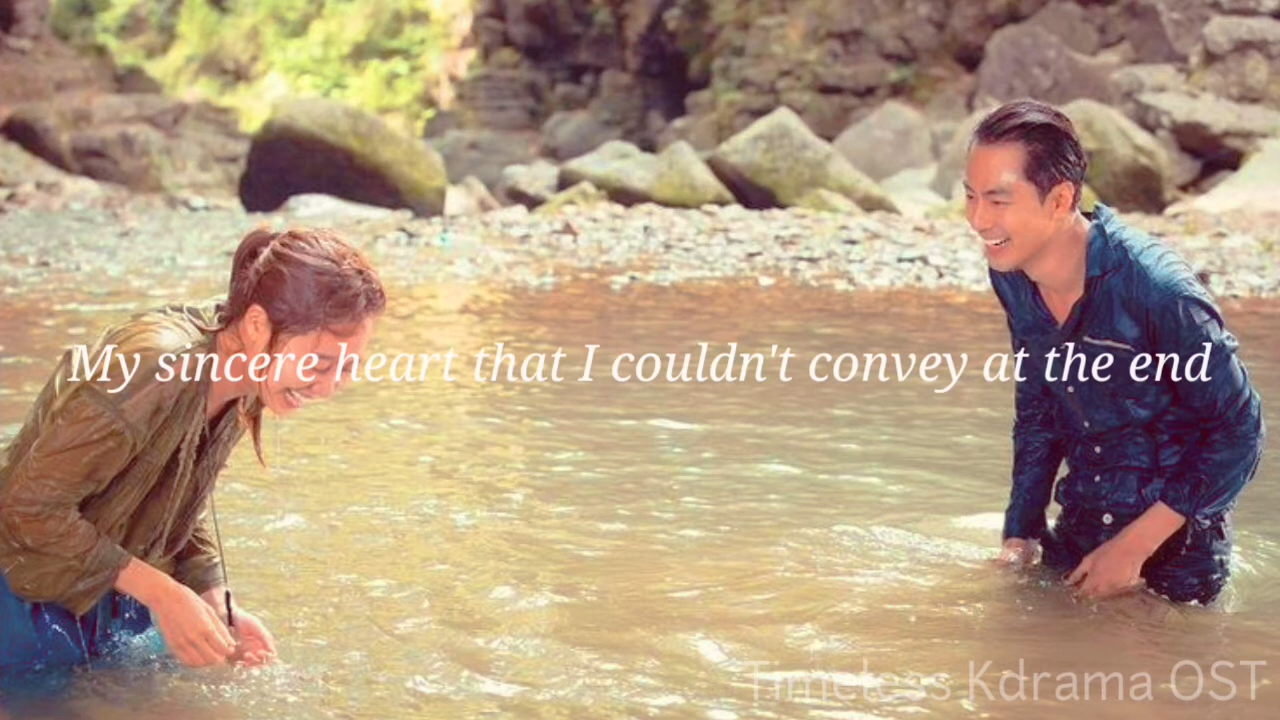 My sincere heart that I couldn't convey at the end
Timeless Kdrama OST